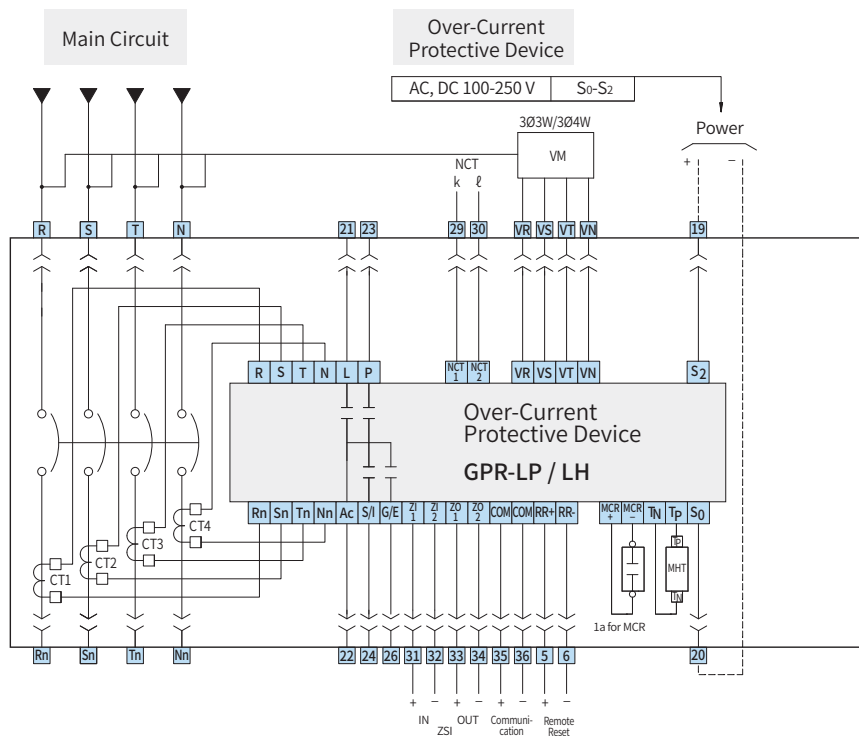 Main Circuit
Over-Current
Protective Device
AC, DC 100-250 V S0-S2
3Ø3W/3Ø4W
Power
VM
NCT
k ℓ
+ −
R S T N 21 23 29 30 VR VS VT VN 19
R S T N L P NCT 1 NCT 2 VR VS VT VN S2
Over-Current
Protective Device
GPR-LP / LH
Rn Sn Tn Nn Ac S/I G/E ZI 1 ZI 2 ZO 1 ZO 2 COM COM RR+ RR- MCR + MCR − TN TP S0
CT4
CT3
CT2
CT1
TP
MHT
TN
1a for MCR
Rn Sn Tn Nn 22 24 26 31 32 33 34 35 36 5 6 20
+ − + − + − + −
IN OUT
ZSI
Communi-
cation
Remote
Reset